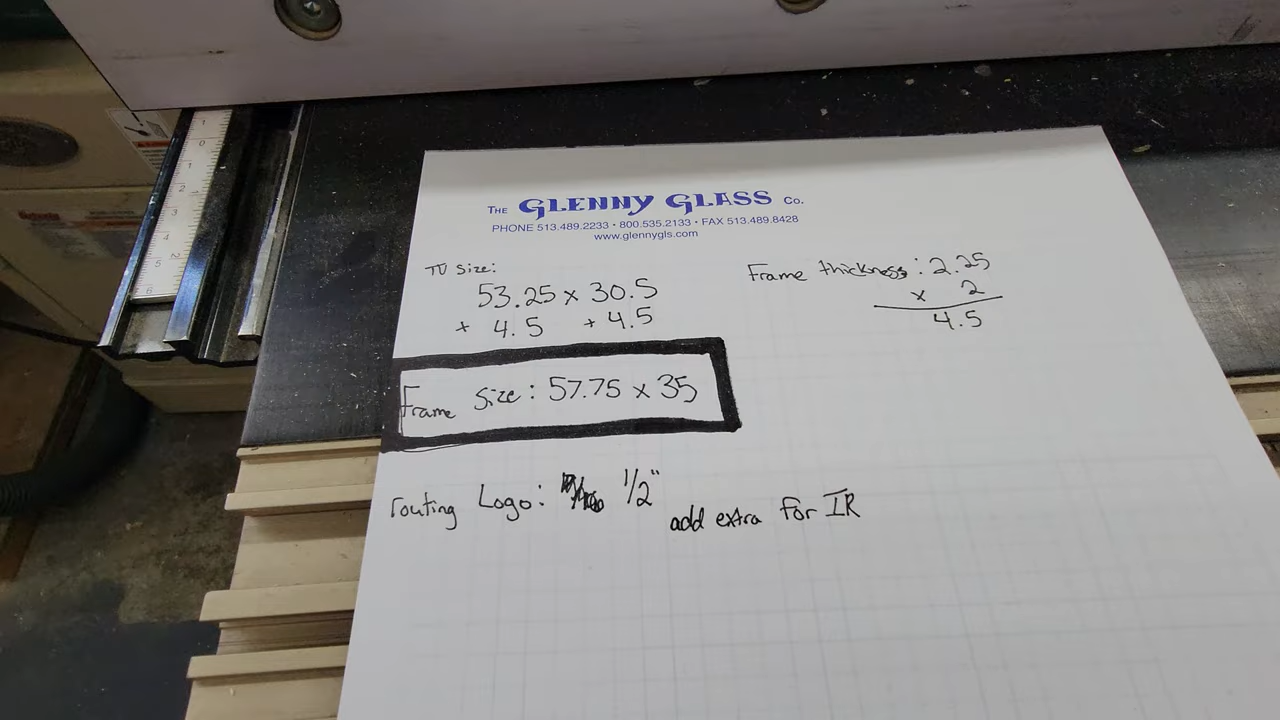 THE GLENNY GLASS Co.
PHONE 513.489.2233 • 800.535.2133 • FAX 513.489.8428
www.glennygls.com
TV Size:
53.25 x 30.5
+ 4.5 + 4.5
Frame Size: 57.75 x 35
Frame thickness: 2.25
x 2
4.5
routing Logo: 1/2"
add extra for IR